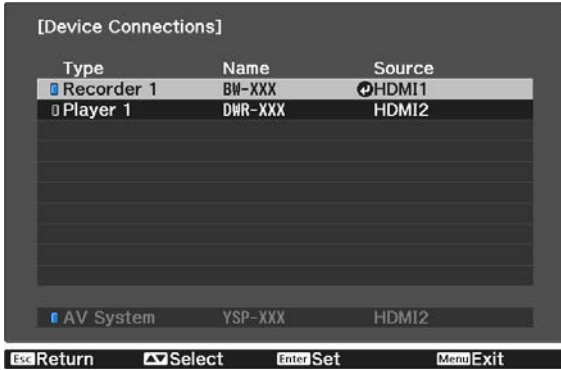 [Device Connections]
Type Name Source
Recorder 1 BW-XXX HDMI1
Player 1 DWR-XXX HDMI2
AV System YSP-XXX HDMI2
Esc Return Select Enter Set Menu Exit